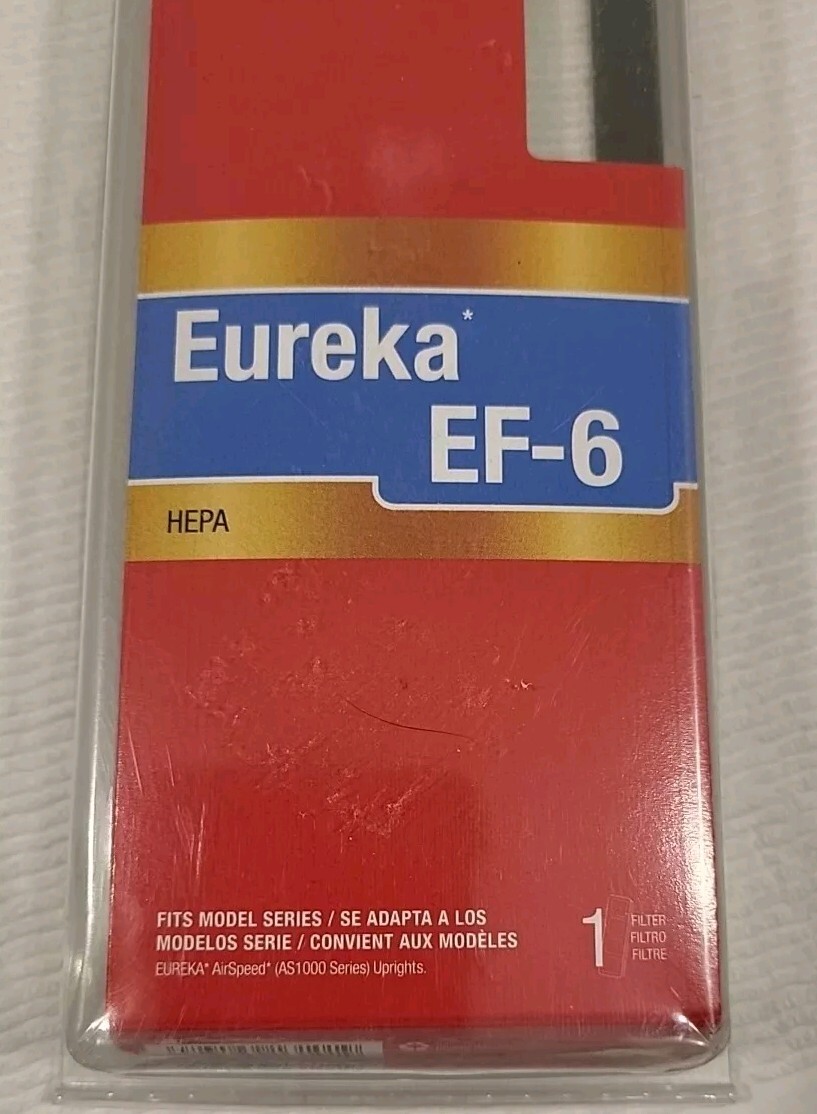 Eureka*
EF-6
HEPA
FITS MODEL SERIES / SE ADAPTA A LOS
MODELOS SERIE / CONVIENT AUX MODÈLES
EUREKA* AirSpeed* (AS1000 Series) Uprights.
1
FILTER
FILTRO
FILTRE